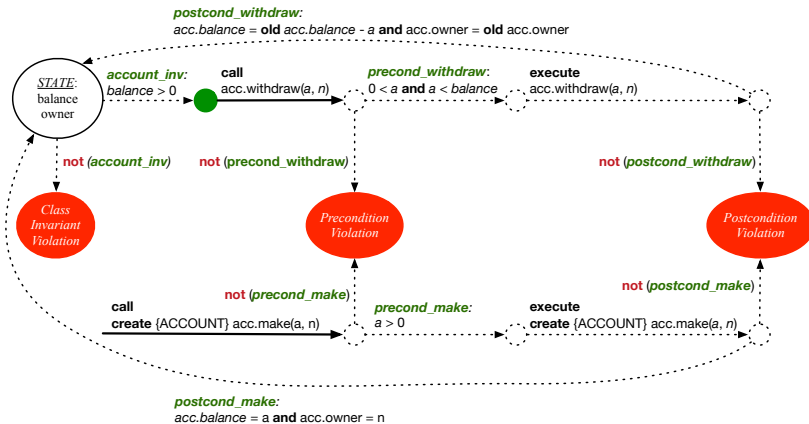 postcond_withdraw:
acc.balance = old acc.balance - a and acc.owner = old acc.owner
STATE:
balance
owner
account_inv:
balance > 0
call
acc.withdraw(a, n)
precond_withdraw:
0 < a and a < balance
execute
acc.withdraw(a, n)
not (account_inv)
not (precond_withdraw)
not (postcond_withdraw)
Class
Invariant
Violation
Precondition
Violation
Postcondition
Violation
not (precond_make)
not (postcond_make)
call
create {ACCOUNT} acc.make(a, n)
precond_make:
a > 0
execute
create {ACCOUNT} acc.make(a, n)
postcond_make:
acc.balance = a and acc.owner = n